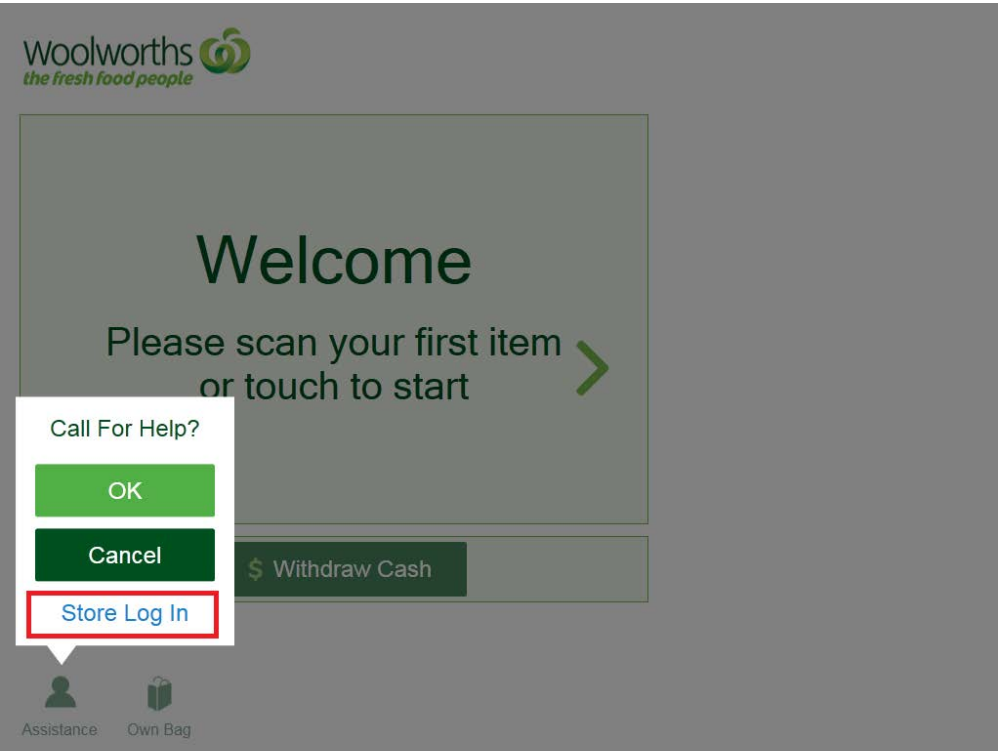 Woolworths
the fresh food people
Welcome
Please scan your first item
or touch to start
Call For Help?
OK
Cancel
Store Log In
$ Withdraw Cash
Assistance
Own Bag